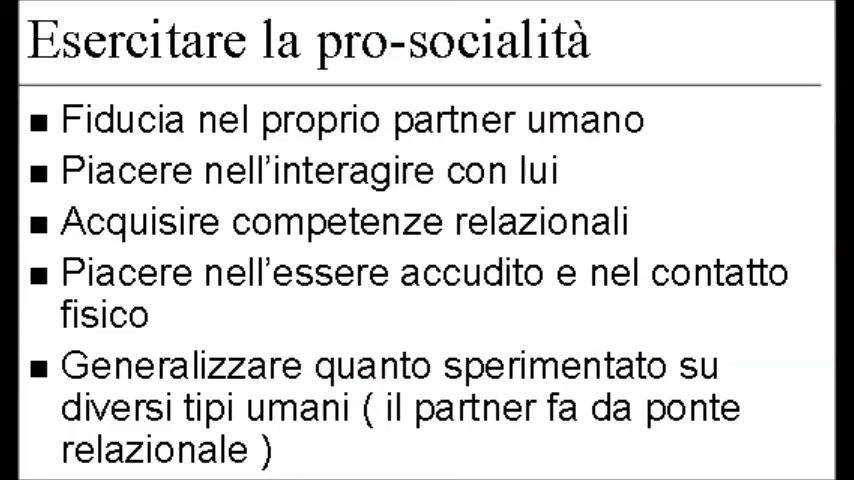 Esercitare la pro-socialità
■ Fiducia nel proprio partner umano
■ Piacere nell'interagire con lui
■ Acquisire competenze relazionali
■ Piacere nell'essere accudito e nel contatto
fisico
■ Generalizzare quanto sperimentato su
diversi tipi umani ( il partner fa da ponte
relazionale )